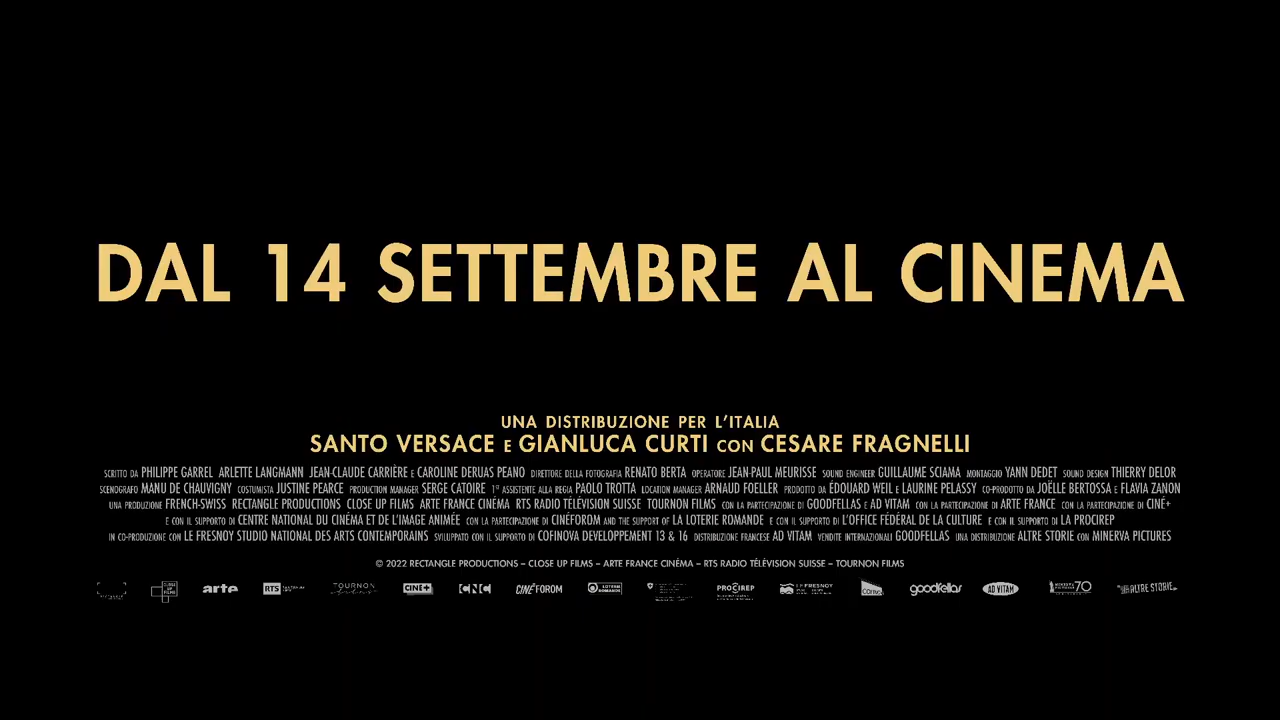 DAL 14 SETTEMBRE AL CINEMA
UNA DISTRIBUZIONE PER L'ITALIA
SANTO VERSACE E GIANLUCA CURTI CON CESARE FRAGNELLI
SCRITTO DA PHILIPPE GARREL ARLETTE LANGMANN JEAN-CLAUDE CARRIÈRE E CAROLINE DERUAS PEANO DIRETTORE DELLA FOTOGRAFIA RENATO BERTA OPERATORE JEAN-PAUL MEURISSE SOUND ENGINEER GUILLAUME SCIAMA MONTAGGIO YANN DEDET SOUND DESIGN THIERRY DELOR
SCENOGRAFO MANU DE CHAUVIGNY COSTUMISTA JUSTINE PEARCE PRODUCTION MANAGER SERGE CATOIRE 1º ASSISTENTE ALLA REGIA PAOLO TROTTA LOCATION MANAGER ARNAUD FOELLER PRODOTTO DA ÉDOUARD WEIL E LAURINE PELASSY CO-PRODOTTO DA JOËLLE BERTOSSA E FLAVIA ZANON
UNA PRODUZIONE FRENCH-SWISS RECTANGLE PRODUCTIONS CLOSE UP FILMS ARTE FRANCE CINÉMA RTS RADIO TÉLÉVISION SUISSE TOURNON FILMS CON LA PARTECIPAZIONE DI GOODFELLAS E AD VITAM CON LA PARTECIPAZIONE DI ARTE FRANCE CON LA PARTECIPAZIONE DI CINÉ+
E CON IL SUPPORTO DI CENTRE NATIONAL DU CINÉMA ET DE L'IMAGE ANIMÉE CON LA PARTECIPAZIONE DI CINÉFOROM AND THE SUPPORT OF LA LOTERIE ROMANDE E CON IL SUPPORTO DI L'OFFICE FÉDÉRAL DE LA CULTURE E CON IL SUPPORTO DI LA PROCIREP
IN CO-PRODUZIONE CON LE FRESNOY STUDIO NATIONAL DES ARTS CONTEMPORAINS SVILUPPATO CON IL SUPPORTO DI COFINOVA DEVELOPPEMENT 13 & 16 DISTRIBUZIONE FRANCESE AD VITAM VENDITE INTERNAZIONALI GOODFELLAS UNA DISTRIBUZIONE ALTRE STORIE CON MINERVA PICTURES
© 2022 RECTANGLE PRODUCTIONS – CLOSE UP FILMS – ARTE FRANCE CINÉMA – RTS RADIO TÉLÉVISION SUISSE – TOURNON FILMS
arte RTS TOURNON films CINÉ+ CNC CINÉFOROM LOTERIE ROMANDE PROCIREP LE FRESNOY goodfellas AD VITAM 70 ALTRE STORIE